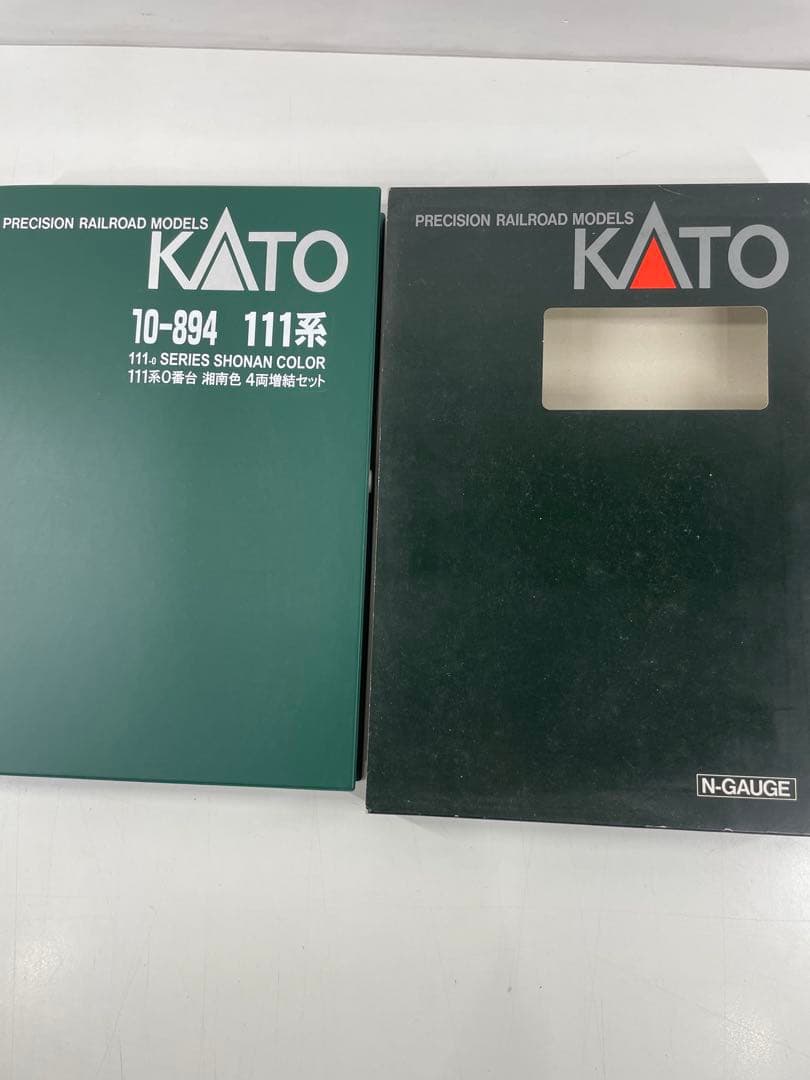 PRECISION RAILROAD MODELS
KATO
10-894 111系
111-0 SERIES SHONAN COLOR
111系0番台 湘南色 4両増結セット
PRECISION RAILROAD MODELS
KATO
N-GAUGE